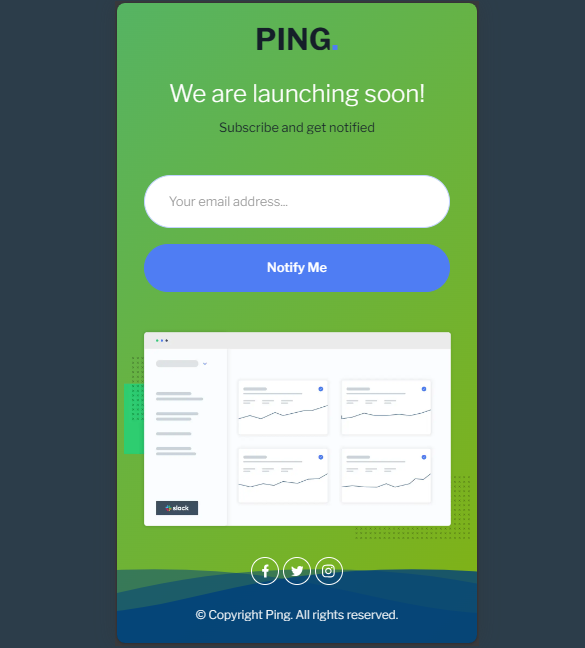 PING.
We are launching soon!
Subscribe and get notified
Your email address...
Notify Me
slack
© Copyright Ping. All rights reserved.